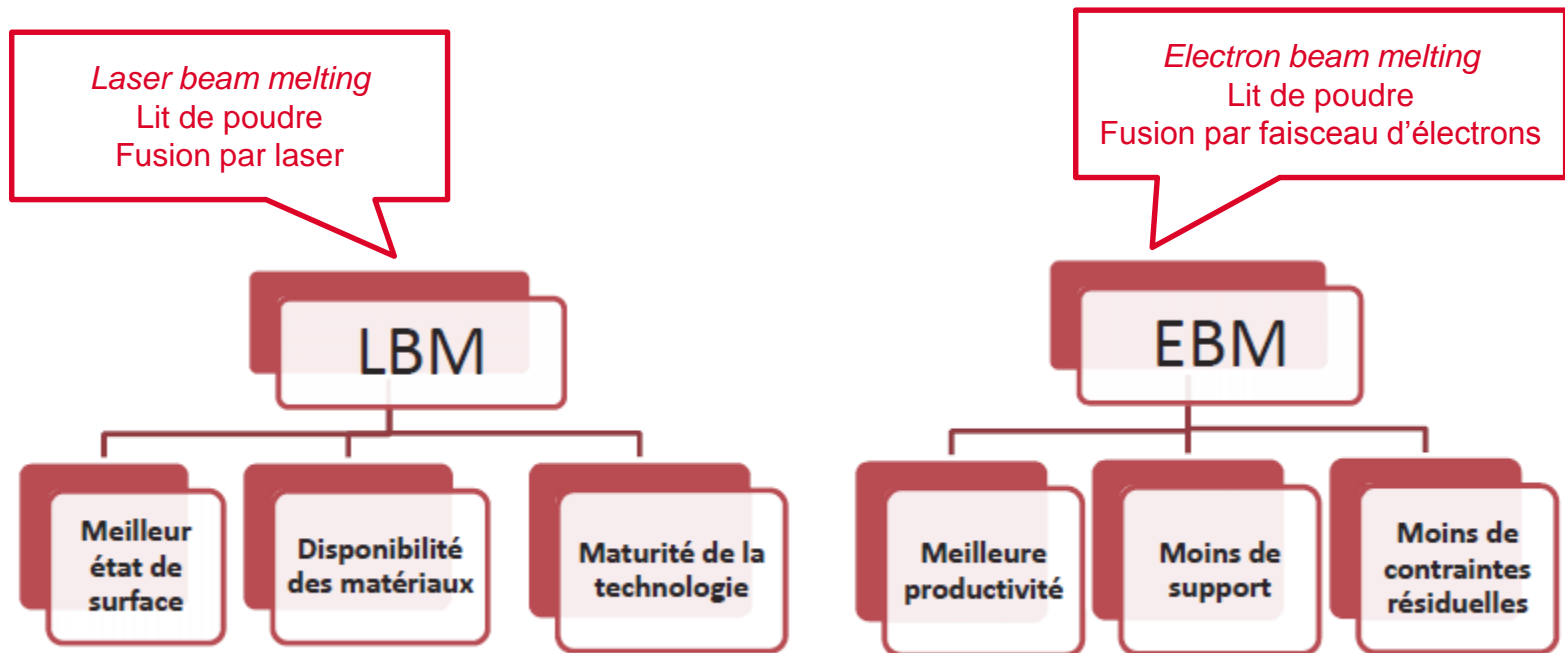 Laser beam melting
Lit de poudre
Fusion par laser
Electron beam melting
Lit de poudre
Fusion par faisceau d’électrons
LBM
Meilleur
état de
surface
Disponibilité
des matériaux
Maturité de la
technologie
EBM
Meilleure
productivité
Moins de
support
Moins de
contraintes
résiduelles